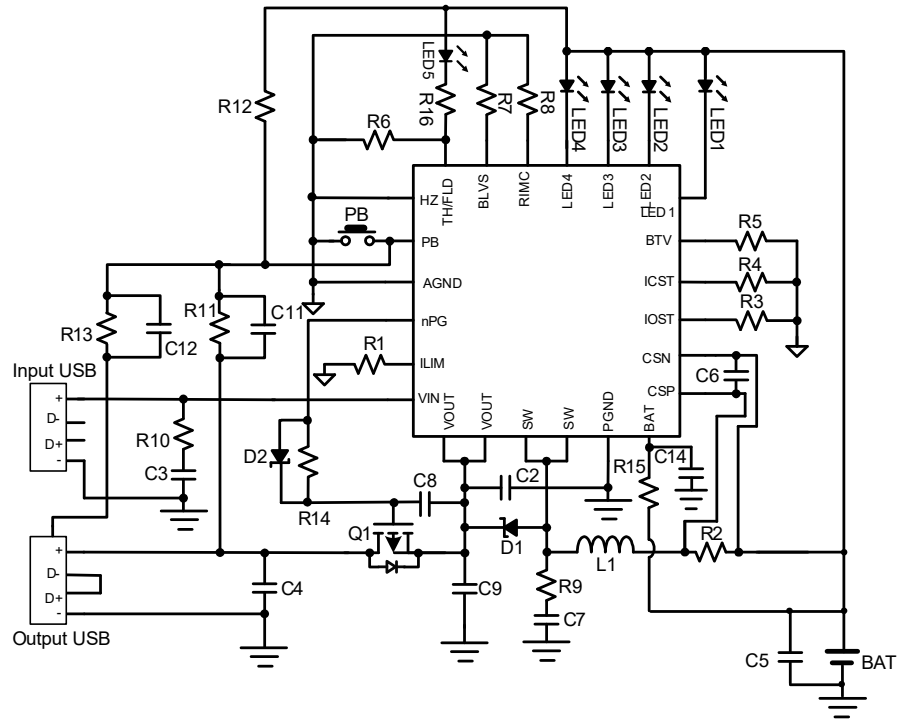 LED5
R12
R16
R7
R8
LED4
LED3
LED2
LED1
R6
TH/FLD
BLVS
RIMC
LED4
LED3
LED2
LED1
HZ
PB
PB
BTV
R5
AGND
ICST
R4
R13
C12
R11
C11
nPG
IOST
R3
R1
ILIM
CSN
C6
CSP
Input USB
+
D-
D+
-
VIN
VOUT
VOUT
SW
SW
PGND
BAT
R10
C3
D2
R14
C8
C2
R15
C14
Q1
D1
L1
R2
+
D-
D+
-
Output USB
C4
C9
R9
C7
C5
BAT